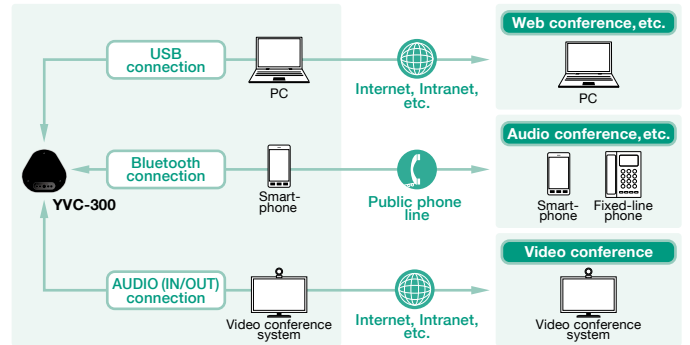 USB
connection
PC
Internet, Intranet,
etc.
Web conference, etc.
PC
YVC-300
Bluetooth
connection
Smart-
phone
Public phone
line
Audio conference, etc.
Smart-
phone
Fixed-line
phone
AUDIO (IN/OUT)
connection
Video conference
system
Internet, Intranet,
etc.
Video conference
Video conference
system